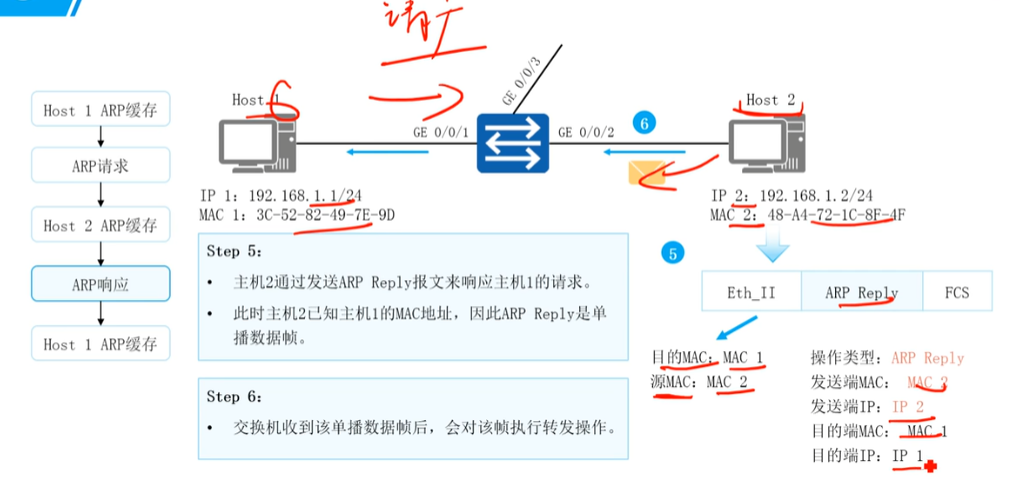 请
GE 0/0/3
Host 1 ARP缓存
ARP请求
Host 2 ARP缓存
ARP响应
Host 1 ARP缓存
Host 1
6
GE 0/0/1
GE 0/0/2
6
Host 2
IP 1：192.168.1.1/24
MAC 1：3C-52-82-49-7E-9D
IP 2：192.168.1.2/24
MAC 2：48-A4-72-1C-8F-4F
Step 5：
• 主机2通过发送ARP Reply报文来响应主机1的请求。
• 此时主机2已知主机1的MAC地址，因此ARP Reply是单
播数据帧。
Step 6：
• 交换机收到该单播数据帧后，会对该帧执行转发操作。
5
Eth_II
ARP Reply
FCS
目的MAC：MAC 1
源MAC：MAC 2
操作类型：ARP Reply
发送端MAC：MAC 2
发送端IP：IP 2
目的端MAC：MAC 1
目的端IP：IP 1